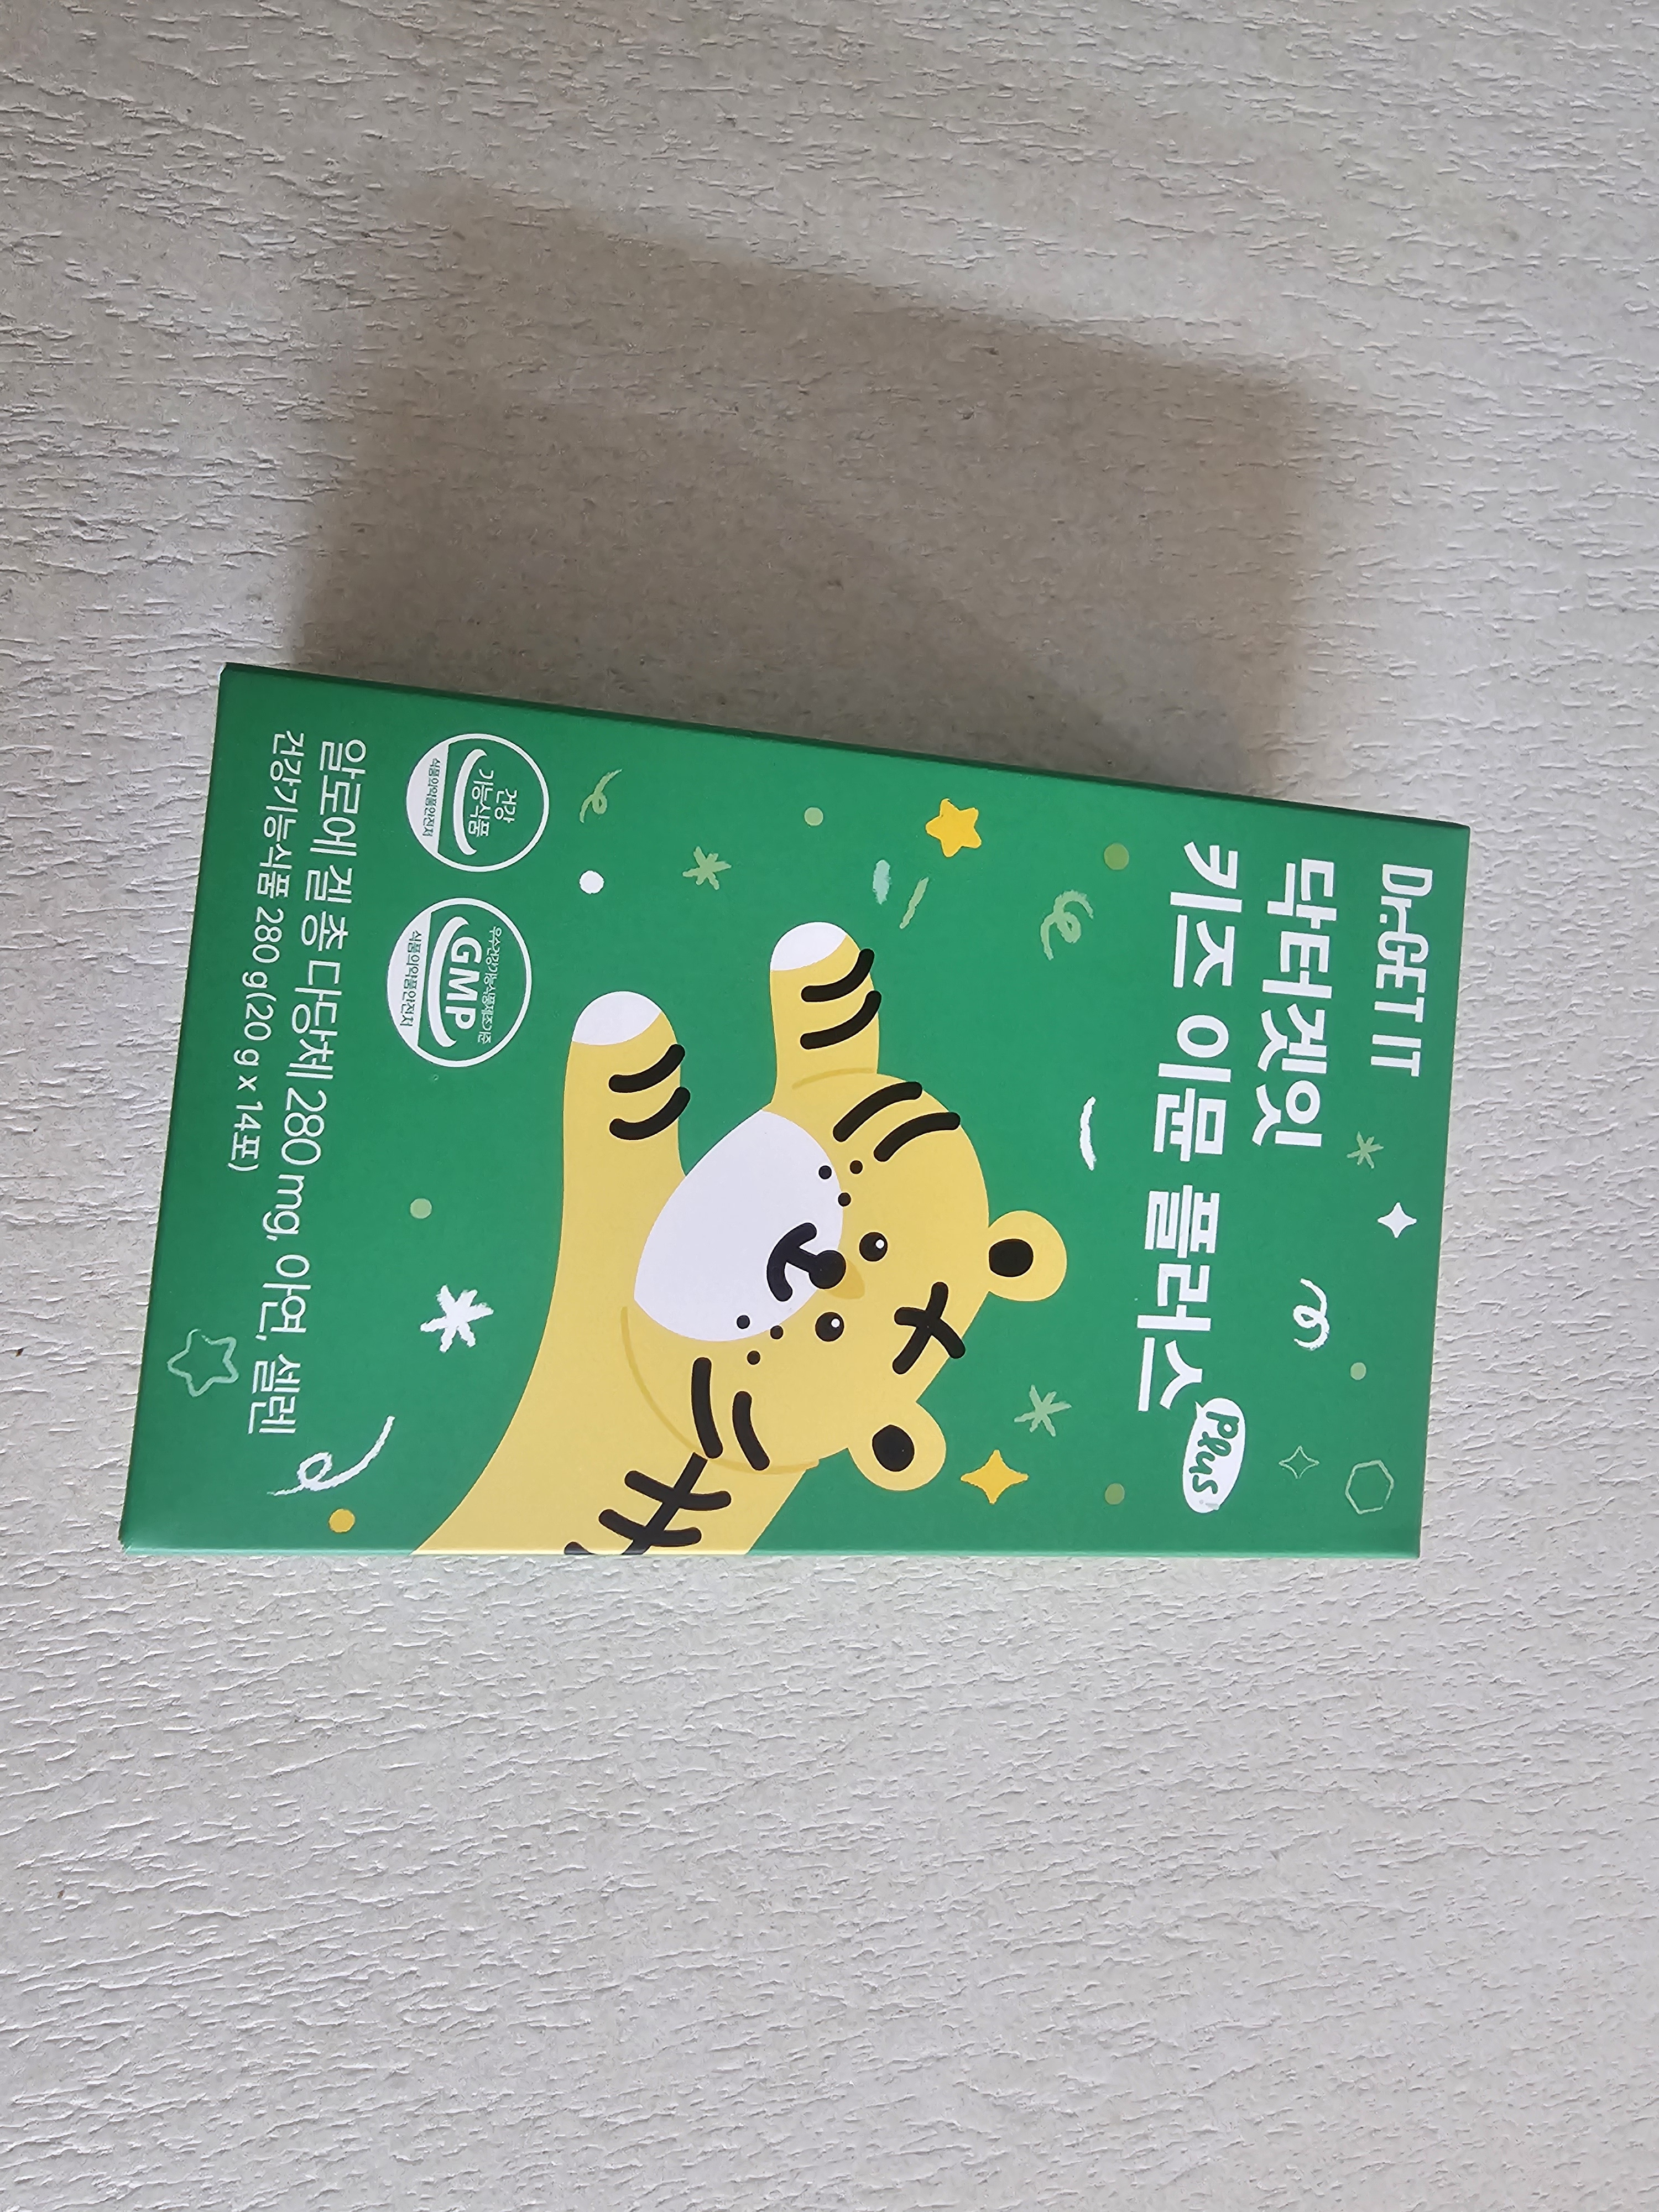 Dr.GET IT
닥터겟잇
키즈 이뮨 플러스
Plus
건강
기능식품
식품의약품안전처
우수건강기능식품제조기준
GMP
식품의약품안전처
알로에 겔 총 다당체 280 mg, 아연, 셀렌
건강기능식품 280 g(20 g x 14포)